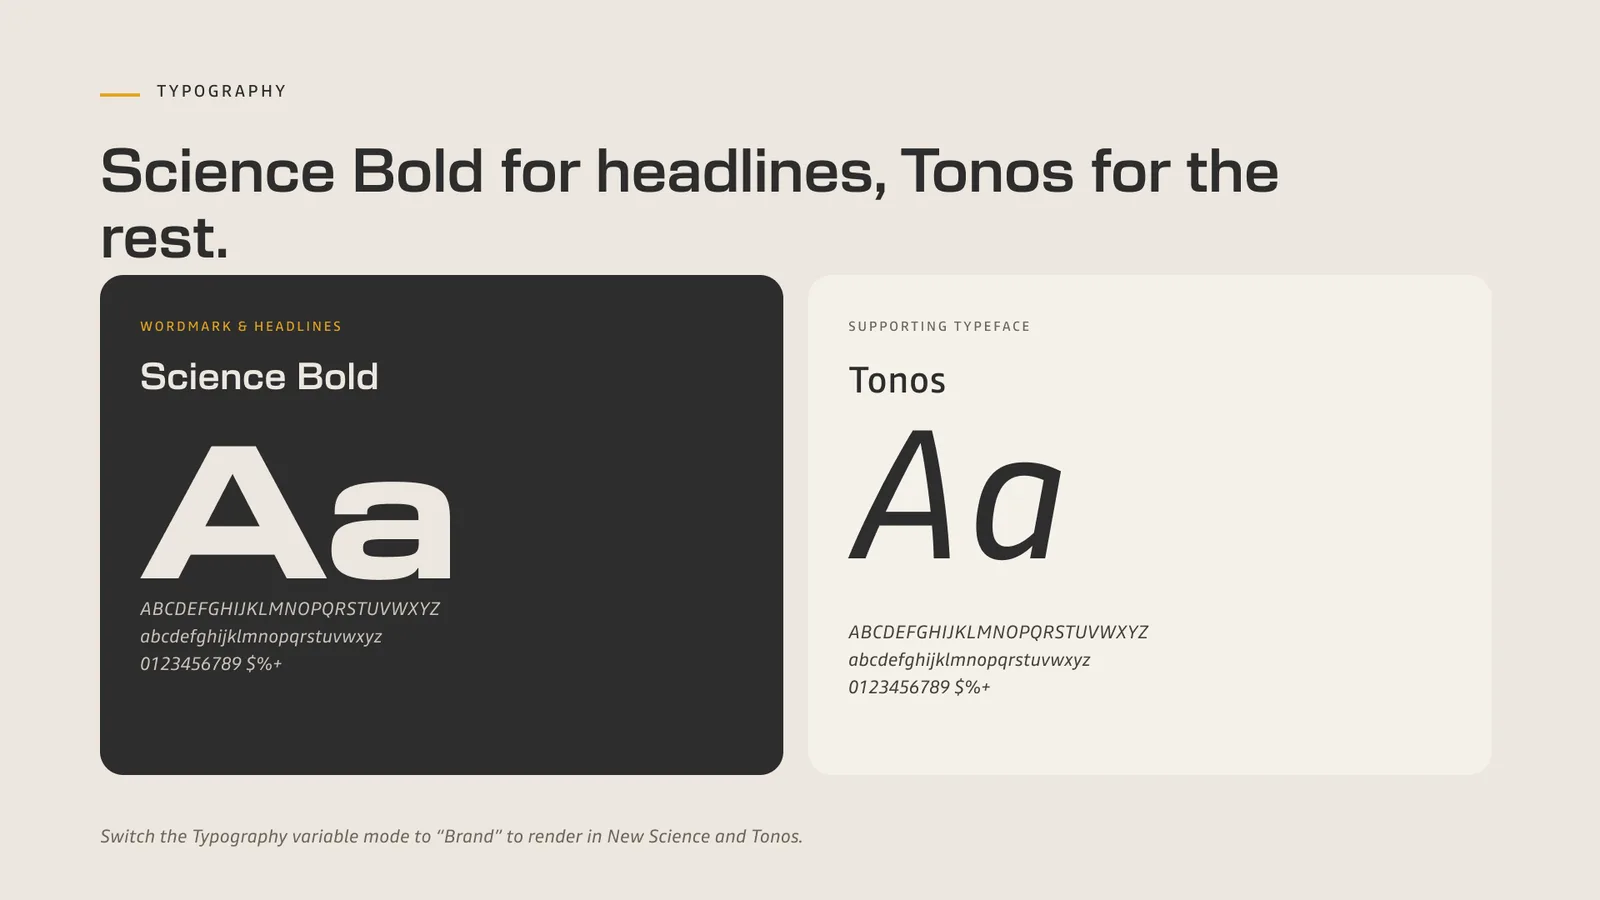 TYPOGRAPHY
Science Bold for headlines, Tonos for the
rest.
WORDMARK & HEADLINES
Science Bold
Aa
ABCDEFGHIJKLMNOPQRSTUVWXYZ
abcdefghijklmnopqrstuvwxyz
0123456789 $%+
SUPPORTING TYPEFACE
Tonos
Aa
ABCDEFGHIJKLMNOPQRSTUVWXYZ
abcdefghijklmnopqrstuvwxyz
0123456789 $%+
Switch the Typography variable mode to “Brand” to render in New Science and Tonos.